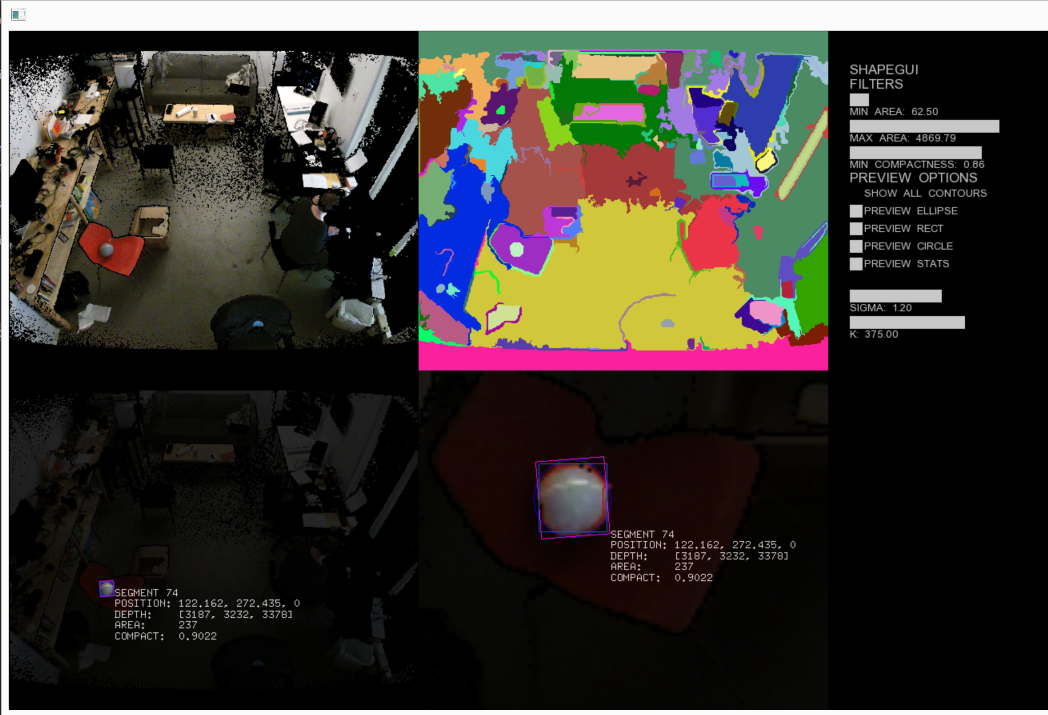 SHAPEGUI
FILTERS
MIN AREA: 62.50
MAX AREA: 4869.79
MIN COMPACTNESS: 0.86
PREVIEW OPTIONS
SHOW ALL CONTOURS
PREVIEW ELLIPSE
PREVIEW RECT
PREVIEW CIRCLE
PREVIEW STATS
SIGMA: 1.20
K: 375.00
SEGMENT 74
POSITION: 122.162, 272.435, 0
DEPTH: [3187, 3232, 3378]
AREA: 237
COMPACT: 0.9022
SEGMENT 74
POSITION: 122.162, 272.435, 0
DEPTH: [3187, 3232, 3378]
AREA: 237
COMPACT: 0.9022